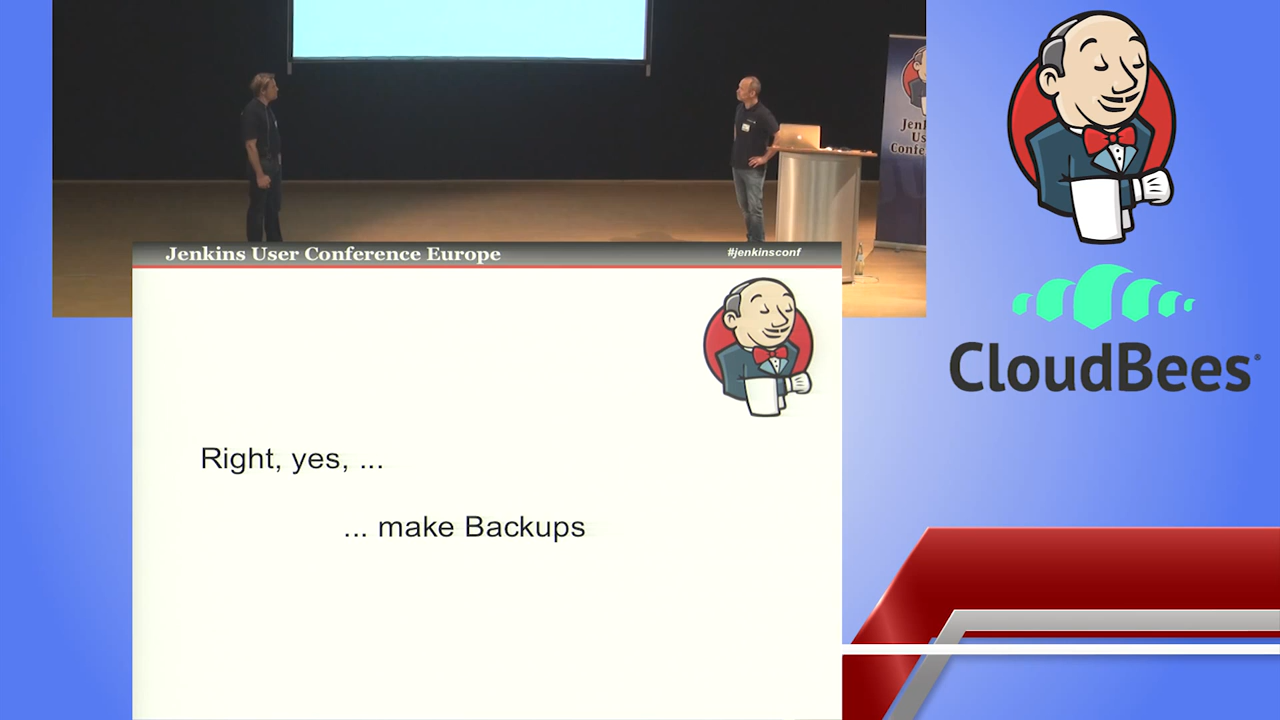 Jenkins User Conference Europe
#jenkinsconf
Right, yes, ...
... make Backups
CloudBees